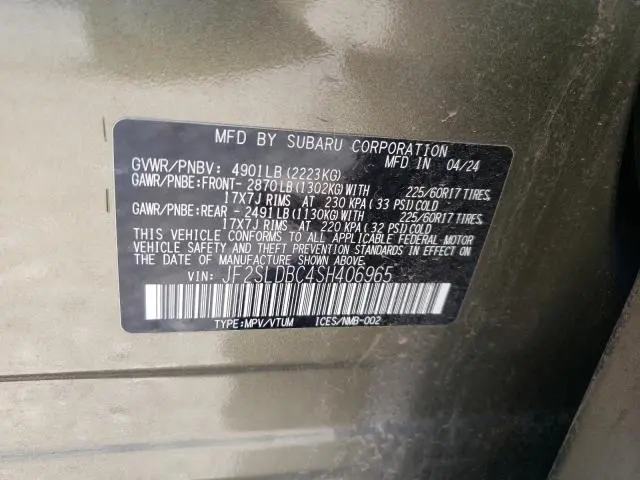 MFD BY SUBARU CORPORATION
GVWR/PNBV: 4901LB(2223KG) MFD IN 04/24
GAWR/PNBE:FRONT- 2870LB(1302KG)WITH 225/60R17 TIRES,
17X7J RIMS AT 230 KPA (33 PSI)COLD
GAWR/PNBE:REAR - 2491LB(1130KG)WITH 225/60R17 TIRES,
17X7J RIMS AT 220 KPA (32 PSI)COLD
THIS VEHICLE CONFORMS TO ALL APPLICABLE FEDERAL-MOTOR
VEHICLE SAFETY AND THEFT PREVENTION STANDARDS IN EFFECT ON
THE DATE OF MANUFACTURE SHOWN ABOVE.
VIN: JF2SLDBC4SH406965
TYPE:MPV/VTUM ICES/NMB-002